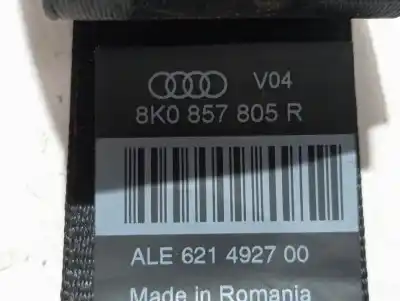 V04
8K0 857 805 R
ALE 621 4927 00
Made in Romania